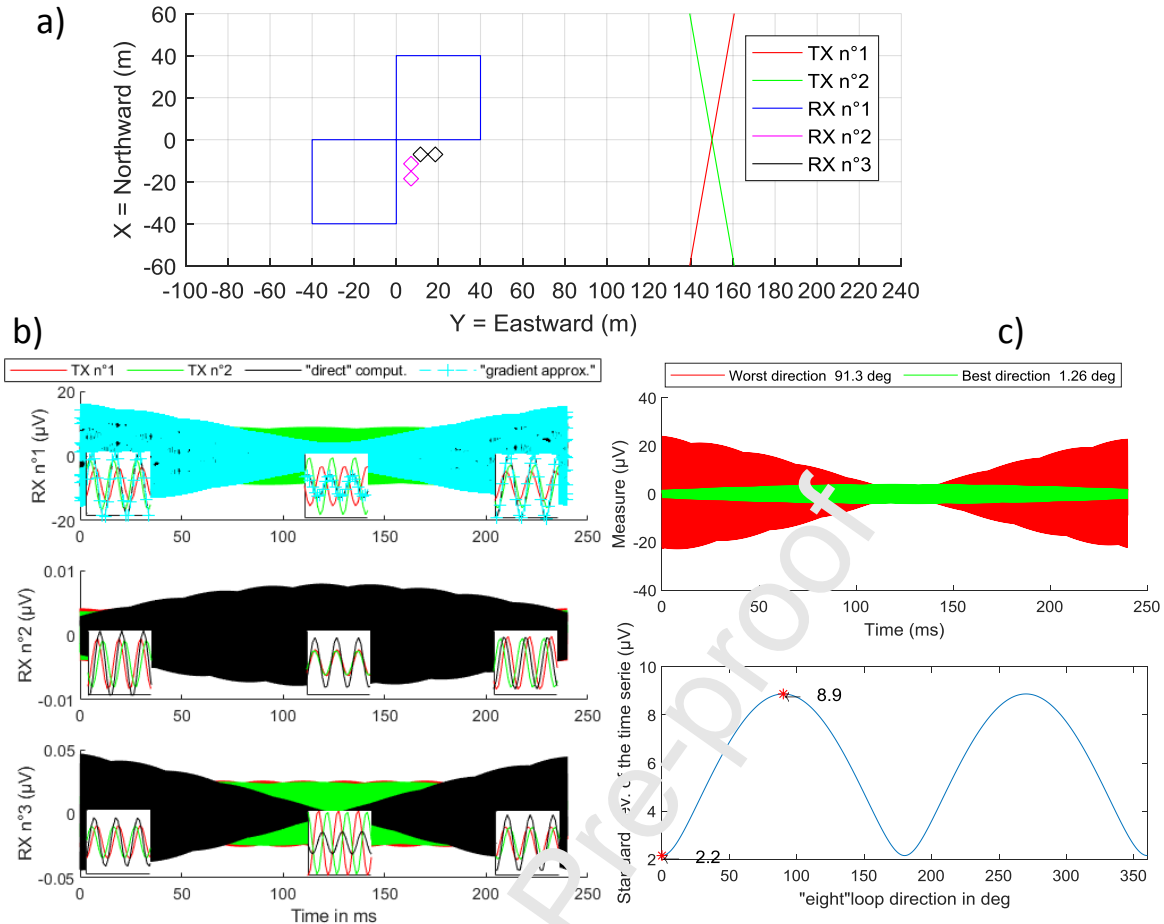 a)
60
40
20
0
-20
-40
-60
X = Northward (m)
-100 -80 -60 -40 -20 0 20 40 60 80 100 120 140 160 180 200 220 240
Y = Eastward (m)
TX n°1
TX n°2
RX n°1
RX n°2
RX n°3
b)
TX n°1 TX n°2 "direct" comput. "gradient approx."
20
0
-20
RX n°1 (µV)
0 50 100 150 200 250
0.01
0
-0.01
RX n°2 (µV)
0 50 100 150 200 250
0.05
0
-0.05
RX n°3 (µV)
0 50 100 150 200 250
Time in ms
c)
Worst direction 91.3 deg Best direction 1.26 deg
40
20
0
-20
-40
Measure (µV)
0 50 100 150 200 250
Time (ms)
10
8
6
4
2
ev. of the time series (µV)
8.9
2.2
0 50 100 150 200 250 300 350
"eight"loop direction in deg
Pre-proof